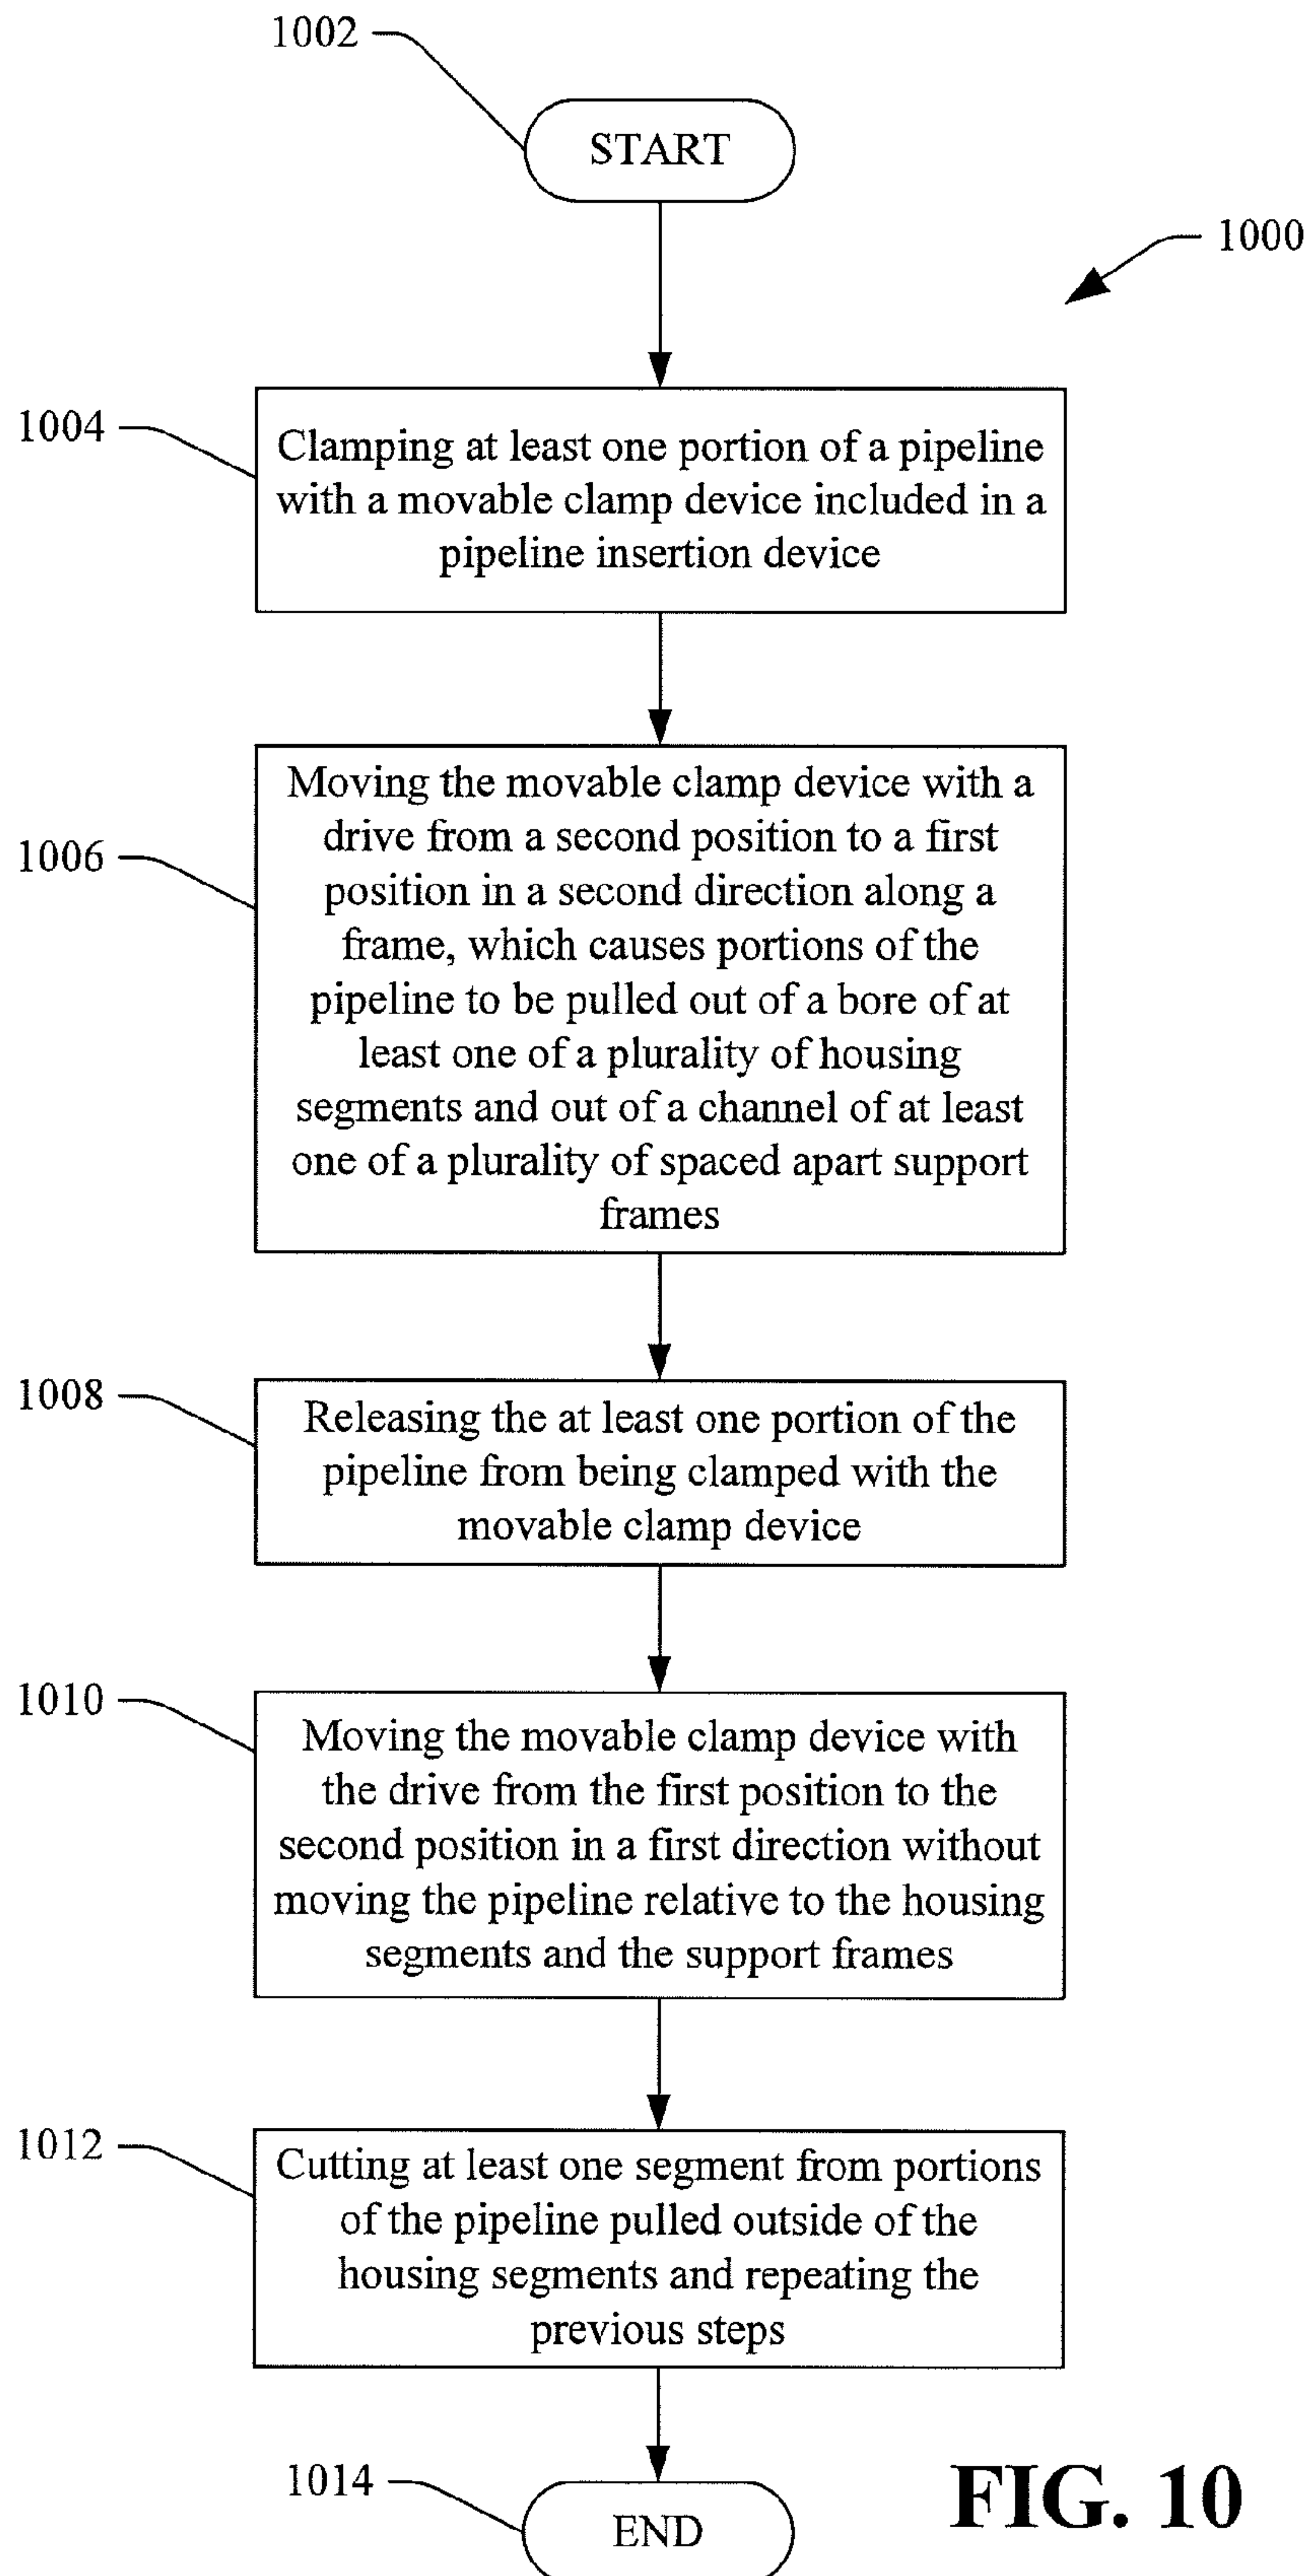 1002
START
1000
1004
Clamping at least one portion of a pipeline
with a movable clamp device included in a
pipeline insertion device
1006
Moving the movable clamp device with a
drive from a second position to a first
position in a second direction along a
frame, which causes portions of the
pipeline to be pulled out of a bore of at
least one of a plurality of housing
segments and out of a channel of at least
one of a plurality of spaced apart support
frames
1008
Releasing the at least one portion of the
pipeline from being clamped with the
movable clamp device
1010
Moving the movable clamp device with
the drive from the first position to the
second position in a first direction without
moving the pipeline relative to the housing
segments and the support frames
1012
Cutting at least one segment from portions
of the pipeline pulled outside of the
housing segments and repeating the
previous steps
1014
END
FIG. 10